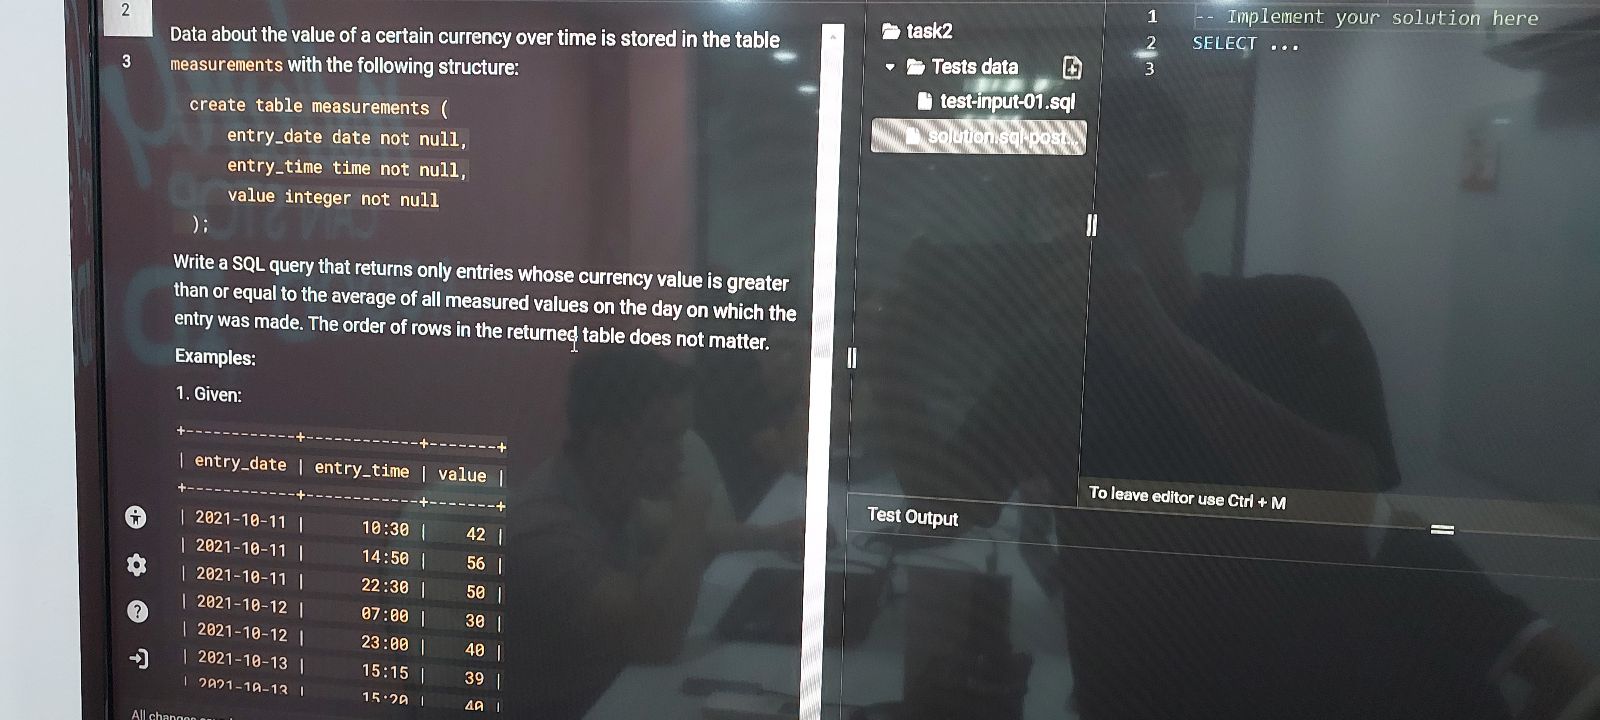 2
3
Data about the value of a certain currency over time is stored in the table
measurements with the following structure:
create table measurements (
entry_date date not null,
entry_time time not null,
value integer not null
);
Write a SQL query that returns only entries whose currency value is greater
than or equal to the average of all measured values on the day on which the
entry was made. The order of rows in the returned table does not matter.
Examples:
1. Given:
+------------+------------+-------+
| entry_date | entry_time | value |
+------------+------------+-------+
| 2021-10-11 | 10:30 | 42 |
| 2021-10-11 | 14:50 | 56 |
| 2021-10-11 | 22:30 | 50 |
| 2021-10-12 | 07:00 | 30 |
| 2021-10-12 | 23:00 | 40 |
| 2021-10-13 | 15:15 | 39 |
| 2021-10-13 | 15:20 | 40 |
All changes
task2
Tests data
test-input-01.sql
solution.sql-post...
1 -- Implement your solution here
2 SELECT ...
3
To leave editor use Ctrl + M
Test Output